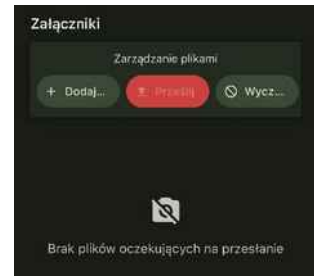 Załączniki
Zarządzanie plikami
+ Dodaj...
Prześlij
Wycz...
Brak plików oczekujących na przesłanie